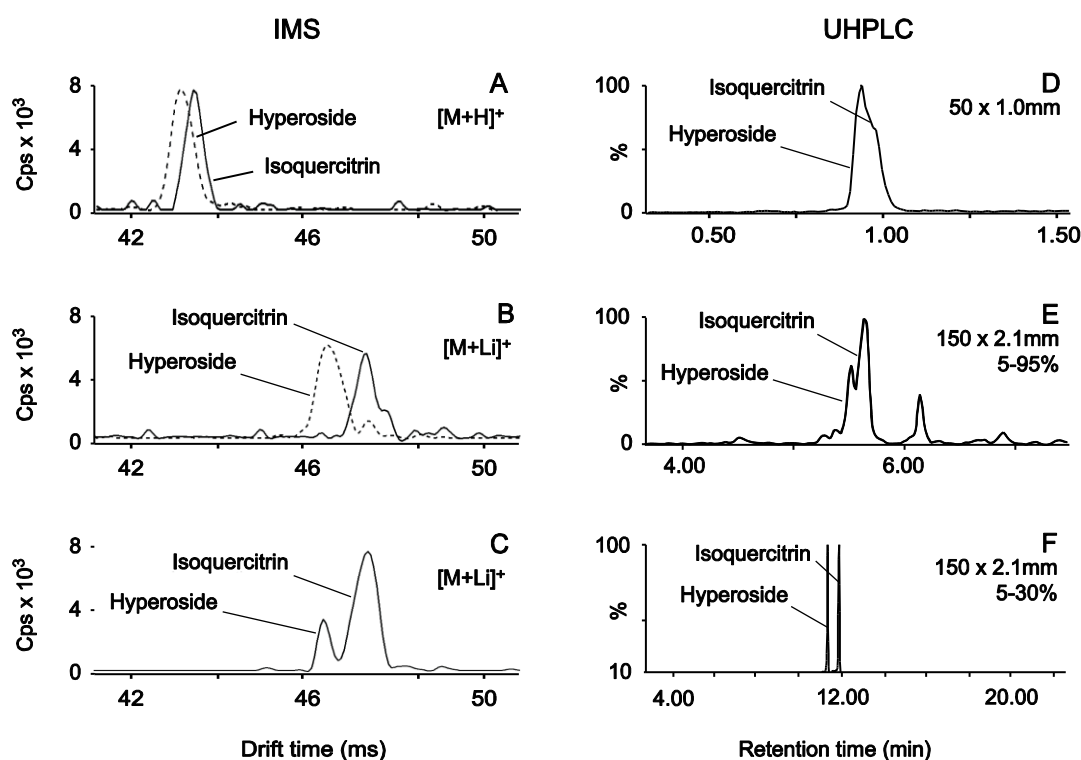 IMS
UHPLC
A
[M+H]+
Hyperoside
Isoquercitrin
Cps x 10³
8
4
0
42 46 50
D
50 x 1.0mm
Isoquercitrin
Hyperoside
%
100
0
0.50 1.00 1.50
B
[M+Li]+
Isoquercitrin
Hyperoside
Cps x 10³
8
4
0
42 46 50
E
150 x 2.1mm
5-95%
Isoquercitrin
Hyperoside
%
100
0
4.00 6.00
C
[M+Li]+
Isoquercitrin
Hyperoside
Cps x 10³
8
4
0
42 46 50
Drift time (ms)
F
150 x 2.1mm
5-30%
Isoquercitrin
Hyperoside
%
100
10
4.00 12.00 20.00
Retention time (min)